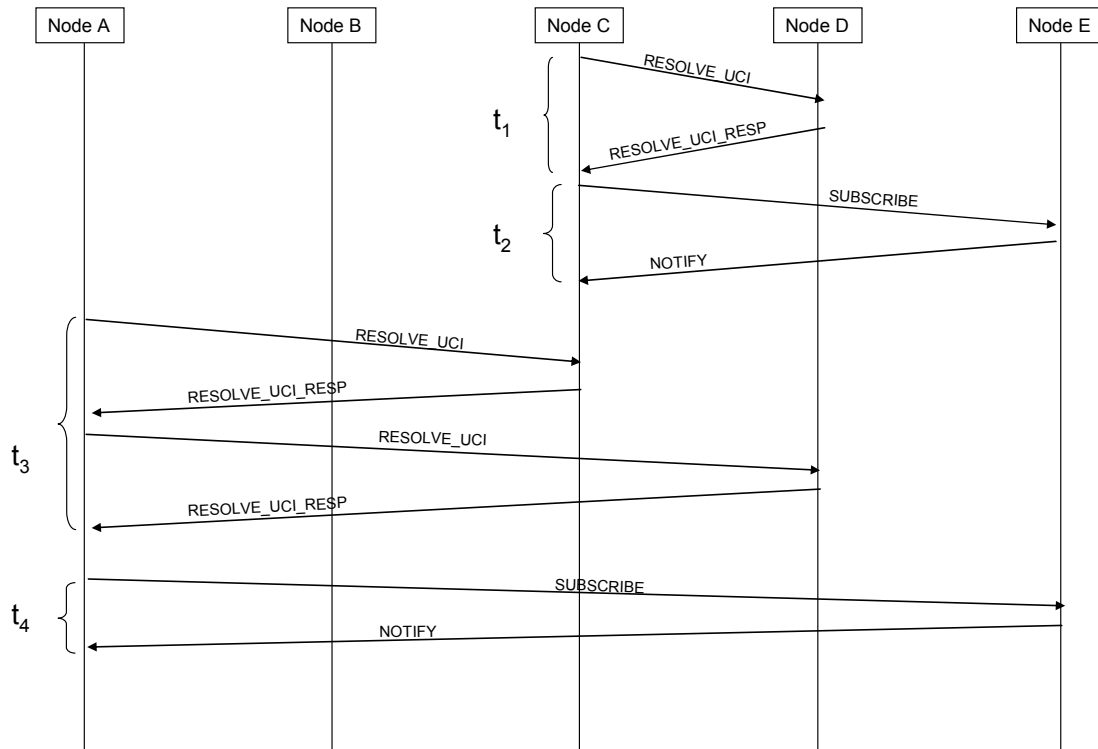 Node A
Node B
Node C
Node D
Node E
RESOLVE_UCI
t1
RESOLVE_UCI_RESP
SUBSCRIBE
t2
NOTIFY
RESOLVE_UCI
RESOLVE_UCI_RESP
RESOLVE_UCI
t3
RESOLVE_UCI_RESP
SUBSCRIBE
t4
NOTIFY